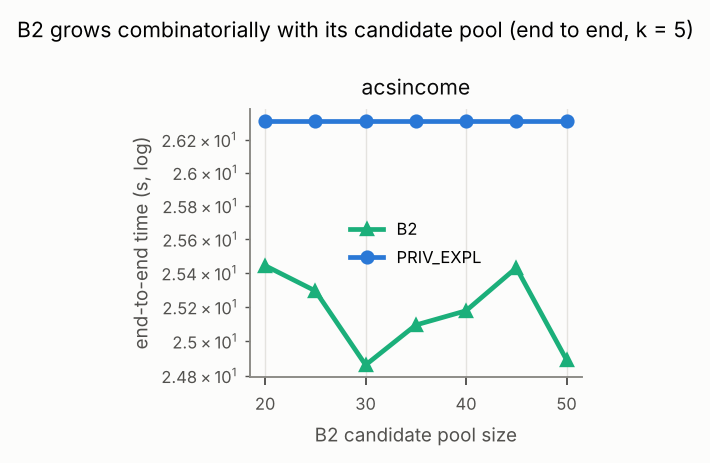 B2 grows combinatorially with its candidate pool (end to end, k = 5)
acsincome
end-to-end time (s, log)
2.62 × 10¹
2.6 × 10¹
2.58 × 10¹
2.56 × 10¹
2.54 × 10¹
2.52 × 10¹
2.5 × 10¹
2.48 × 10¹
B2
PRIV_EXPL
20 30 40 50
B2 candidate pool size